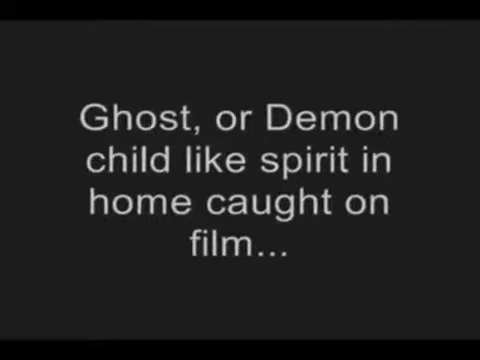 Ghost, or Demon
child like spirit in
home caught on
film...